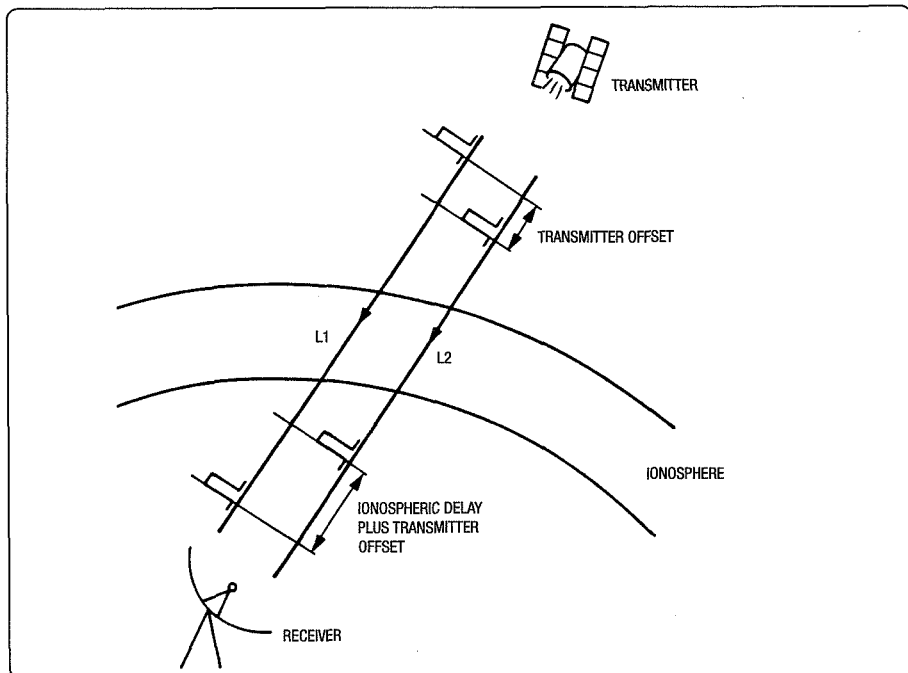 TRANSMITTER
TRANSMITTER OFFSET
L1
L2
IONOSPHERE
IONOSPHERIC DELAY
PLUS TRANSMITTER
OFFSET
RECEIVER